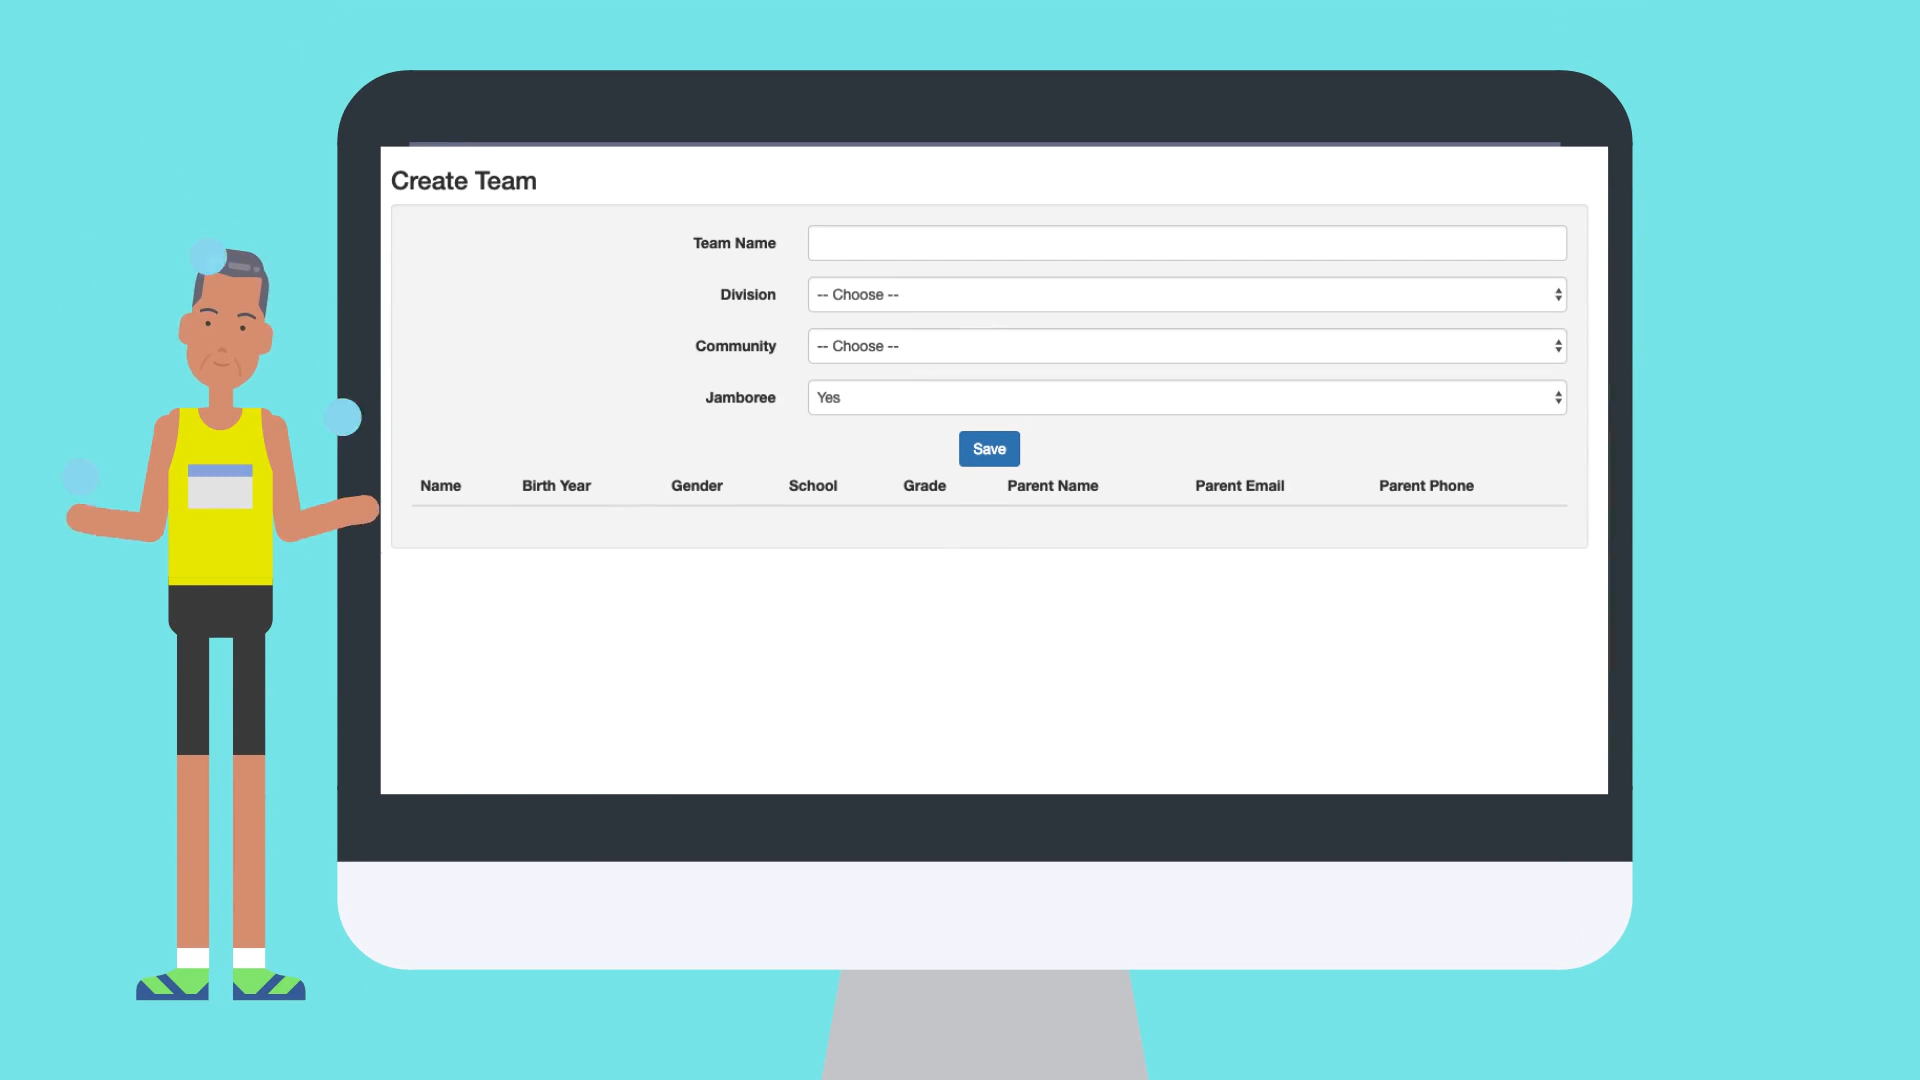 Create Team
Team Name
Division -- Choose --
Community -- Choose --
Jamboree Yes
Save
Name Birth Year Gender School Grade Parent Name Parent Email Parent Phone